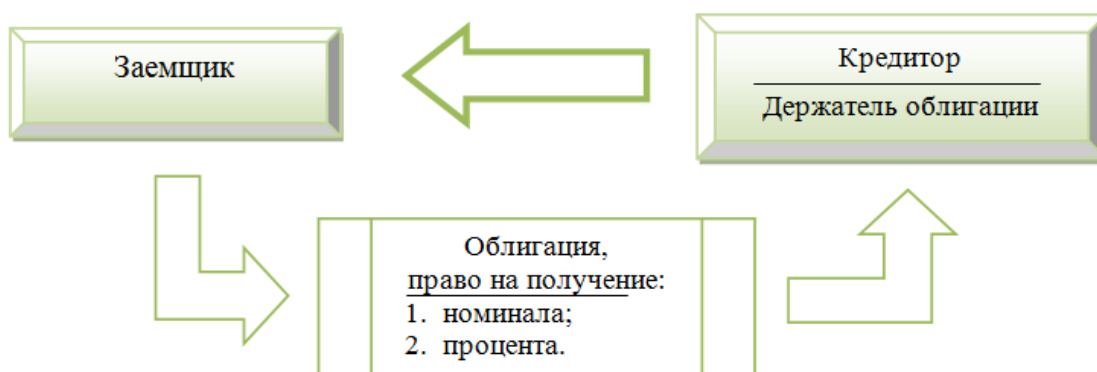 Заемщик
Кредитор
Держатель облигации
Облигация,
право на получение:
1. номинала;
2. процента.